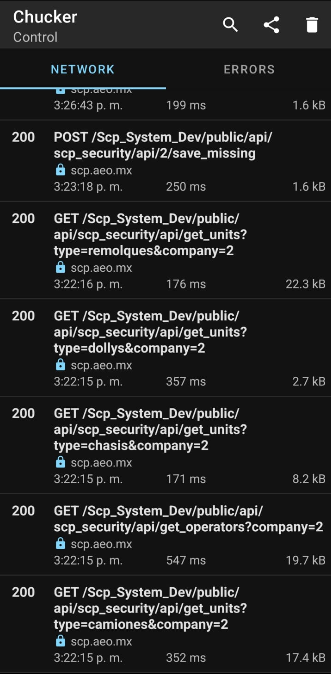 Chucker
Control
NETWORK
ERRORS
scp.aeo.mx
3:26:43 p. m. 199 ms 1.6 kB
200 POST /Scp_System_Dev/public/api/
scp_security/api/2/save_missing
scp.aeo.mx
3:23:18 p. m. 250 ms 1.6 kB
200 GET /Scp_System_Dev/public/
api/scp_security/api/get_units?
type=remolques&company=2
scp.aeo.mx
3:22:16 p. m. 176 ms 22.3 kB
200 GET /Scp_System_Dev/public/
api/scp_security/api/get_units?
type=dollys&company=2
scp.aeo.mx
3:22:15 p. m. 357 ms 2.7 kB
200 GET /Scp_System_Dev/public/
api/scp_security/api/get_units?
type=chasis&company=2
scp.aeo.mx
3:22:15 p. m. 171 ms 8.2 kB
200 GET /Scp_System_Dev/public/api/
scp_security/api/get_operators?company=2
scp.aeo.mx
3:22:15 p. m. 547 ms 19.7 kB
200 GET /Scp_System_Dev/public/
api/scp_security/api/get_units?
type=camiones&company=2
scp.aeo.mx
3:22:15 p. m. 352 ms 17.4 kB